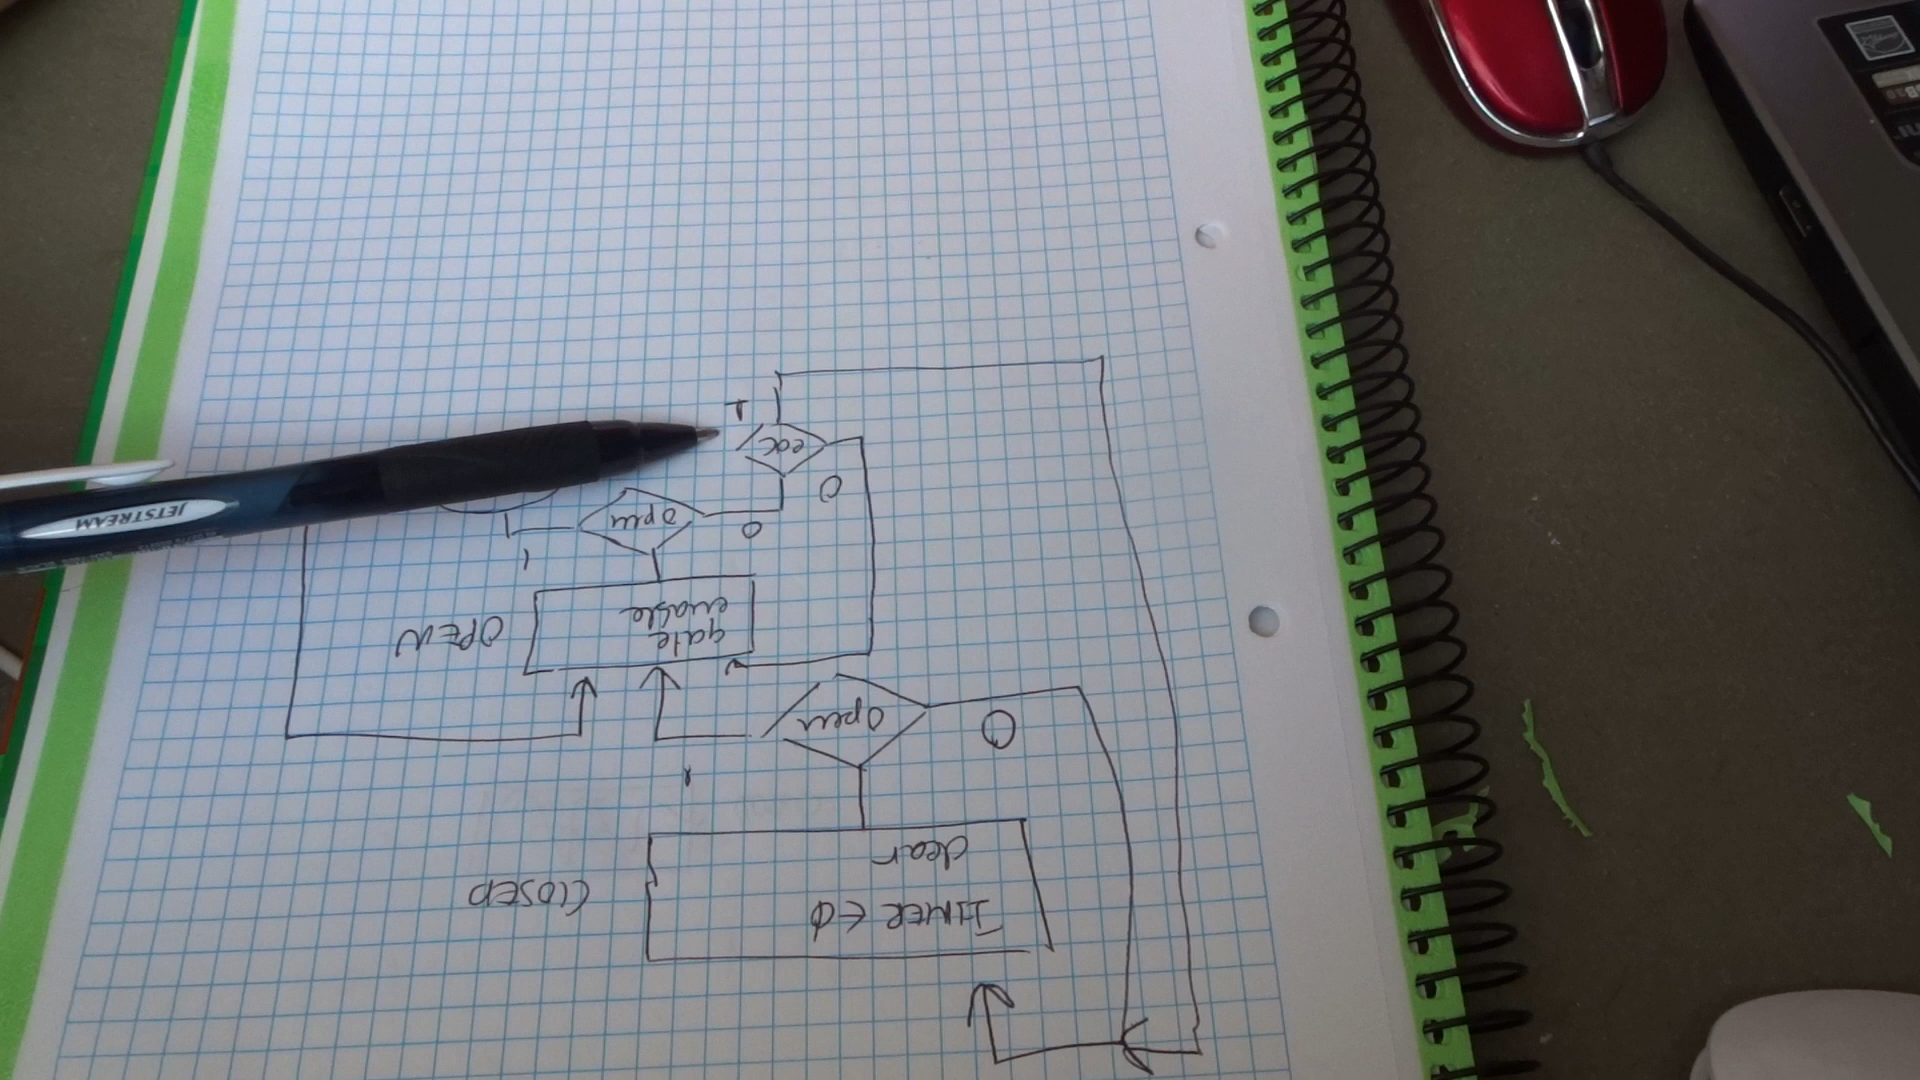 TIMER ← 0
clear
CLOSED
Open
0
1
gate
enable
OPEN
Open
1
0
eoc
0
1
JETSTREAM